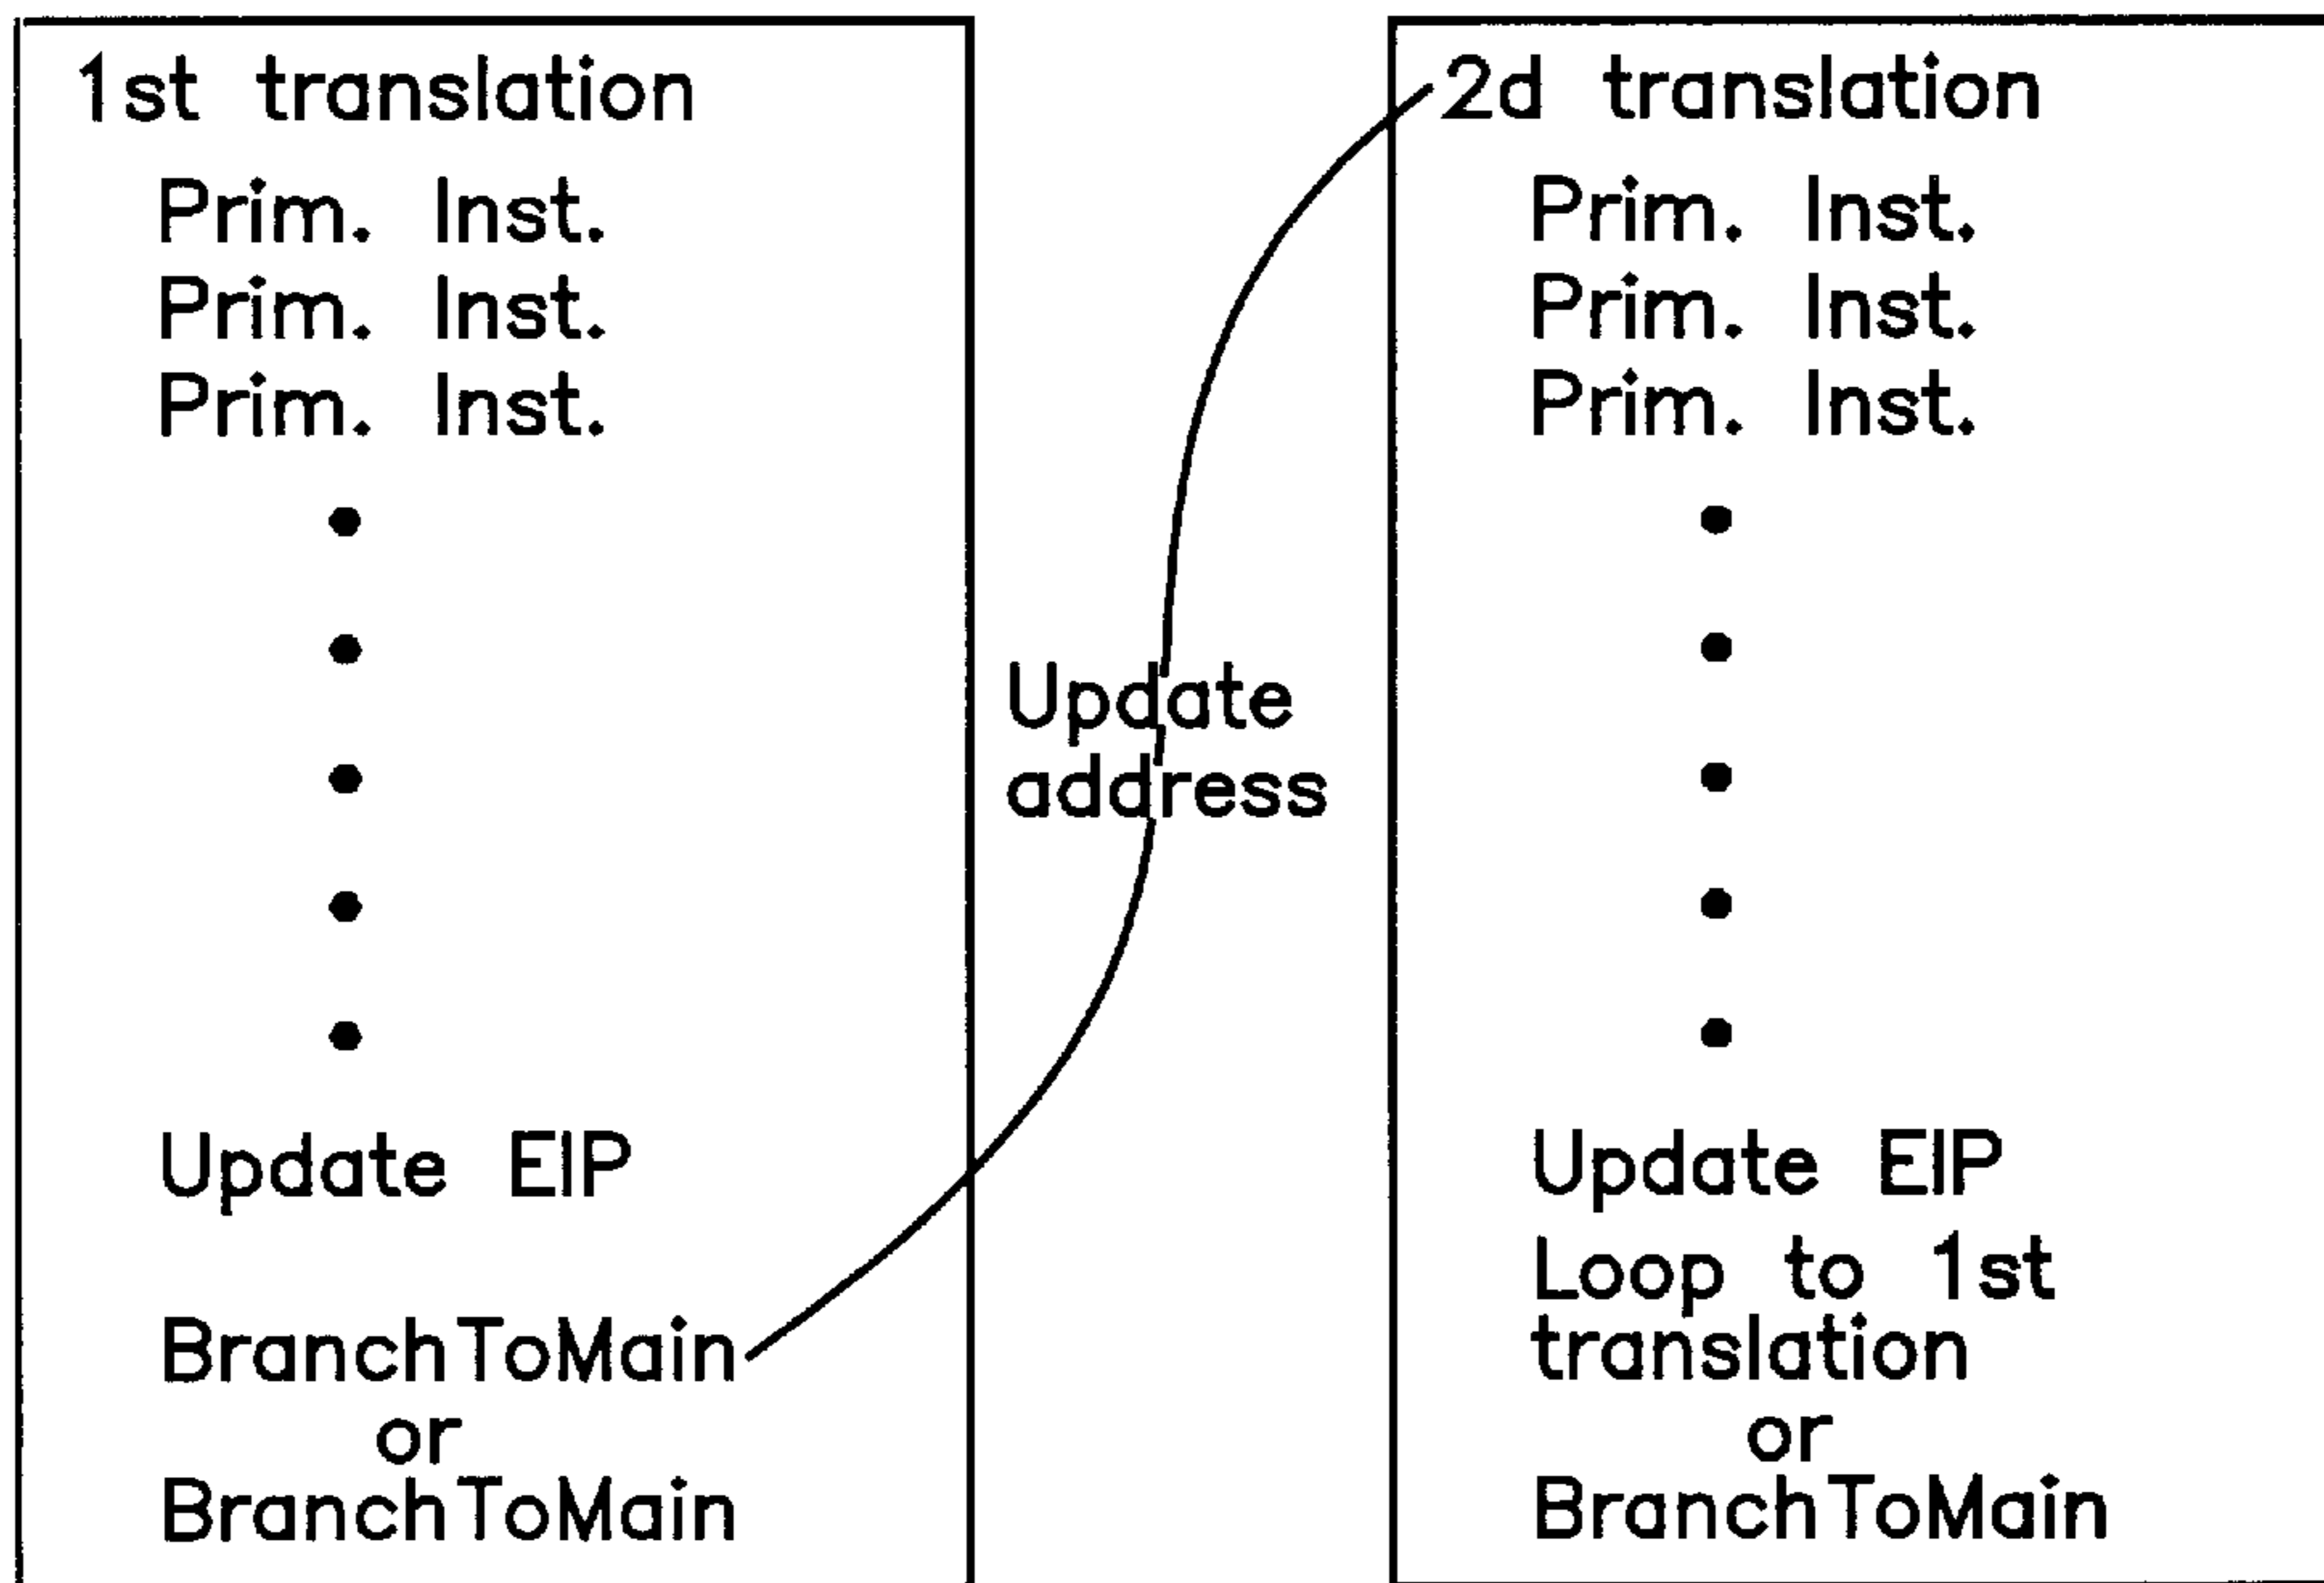 1st translation
Prim. Inst.
Prim. Inst.
Prim. Inst.
Update EIP
BranchToMain
or
BranchToMain
Update
address
2d translation
Prim. Inst.
Prim. Inst.
Prim. Inst.
Update EIP
Loop to 1st
translation
or
BranchToMain